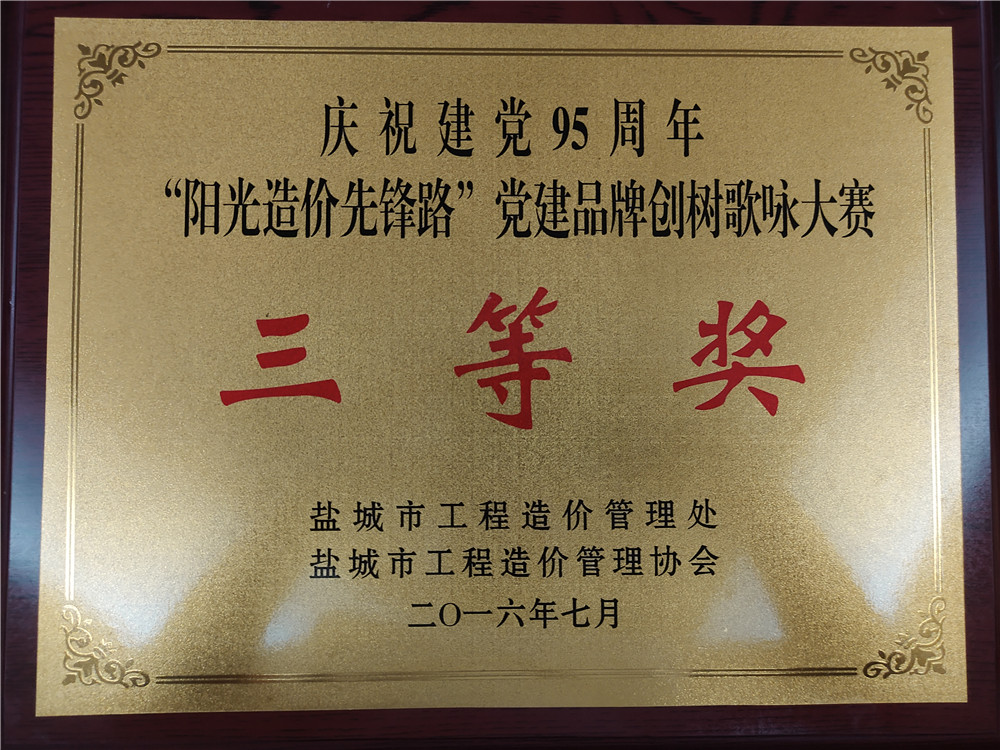 庆祝建党95周年
“阳光造价先锋路”党建品牌创树歌咏大赛
三等奖
盐城市工程造价管理处
盐城市工程造价管理协会
二〇一六年七月